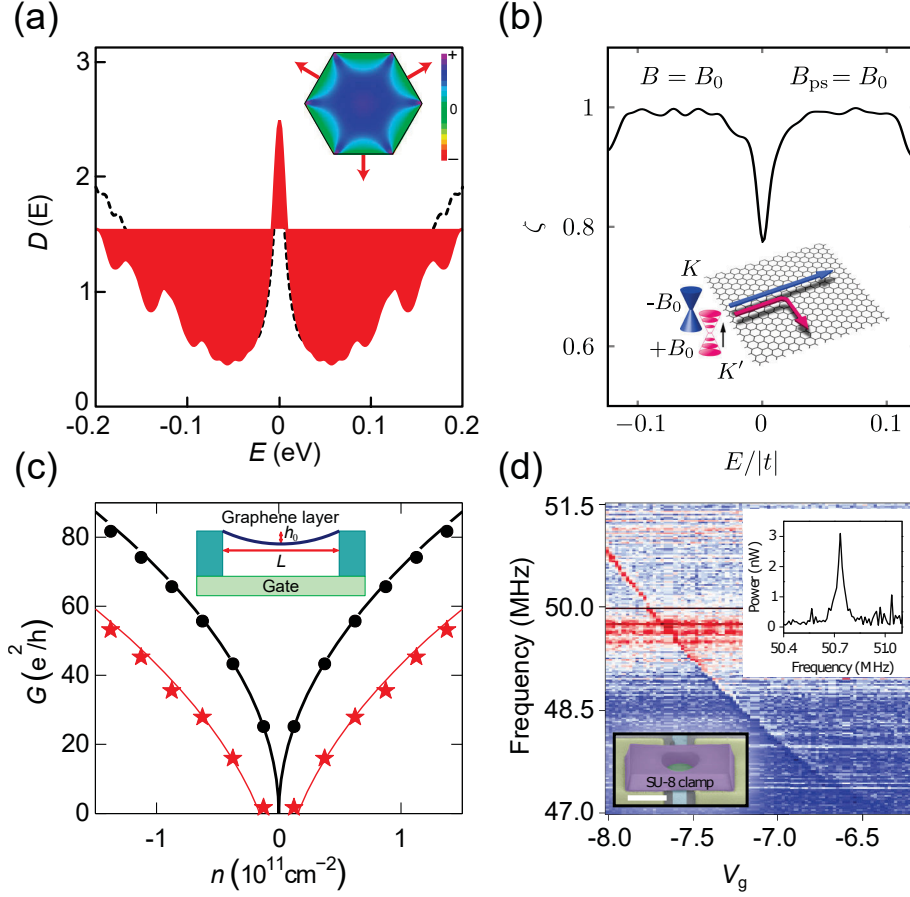 (a)
3
2
1
0
D (E)
-0.2
-0.1
0
0.1
0.2
E (eV)
+
0
−
(b)
B = B₀
B_ps = B₀
1
0.8
0.6
ζ
K
-B₀
+B₀
K′
−0.1
0
0.1
E/|t|
(c)
80
60
40
20
0
G (e²/h)
Graphene layer
h₀
L
Gate
-1
0
1
n (10¹¹cm⁻²)
(d)
51.5
50.0
48.5
47.0
Frequency (MHz)
3
2
1
0
Power (nW)
50.4
50.7
510
Frequency (MHz)
SU-8 clamp
-8.0
-7.5
-7.0
-6.5
V_g